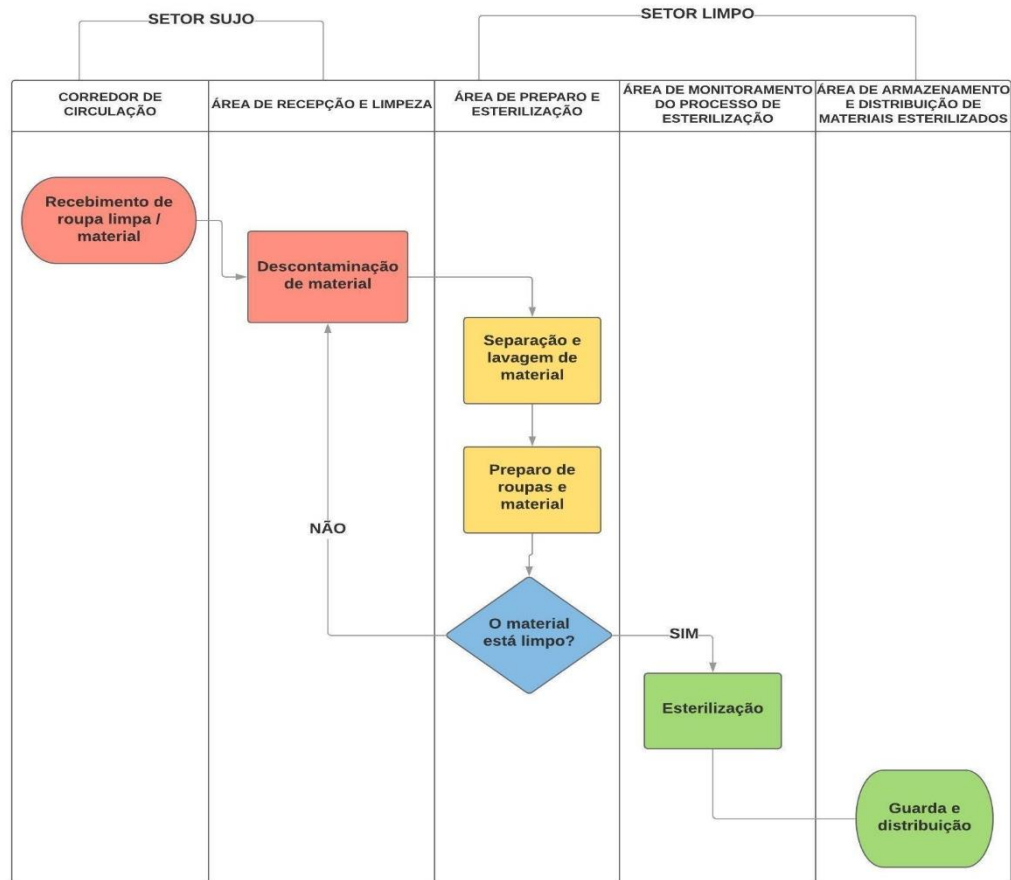 SETOR SUJO
SETOR LIMPO
CORREDOR DE
CIRCULAÇÃO
ÁREA DE RECEPÇÃO E LIMPEZA
ÁREA DE PREPARO E
ESTERILIZAÇÃO
ÁREA DE MONITORAMENTO
DO PROCESSO DE
ESTERILIZAÇÃO
ÁREA DE ARMAZENAMENTO
E DISTRIBUIÇÃO DE
MATERIAIS ESTERILIZADOS
Recebimento de
roupa limpa /
material
Descontaminação
de material
Separação e
lavagem de
material
Preparo de
roupas e
material
NÃO
O material
está limpo?
SIM
Esterilização
Guarda e
distribuição